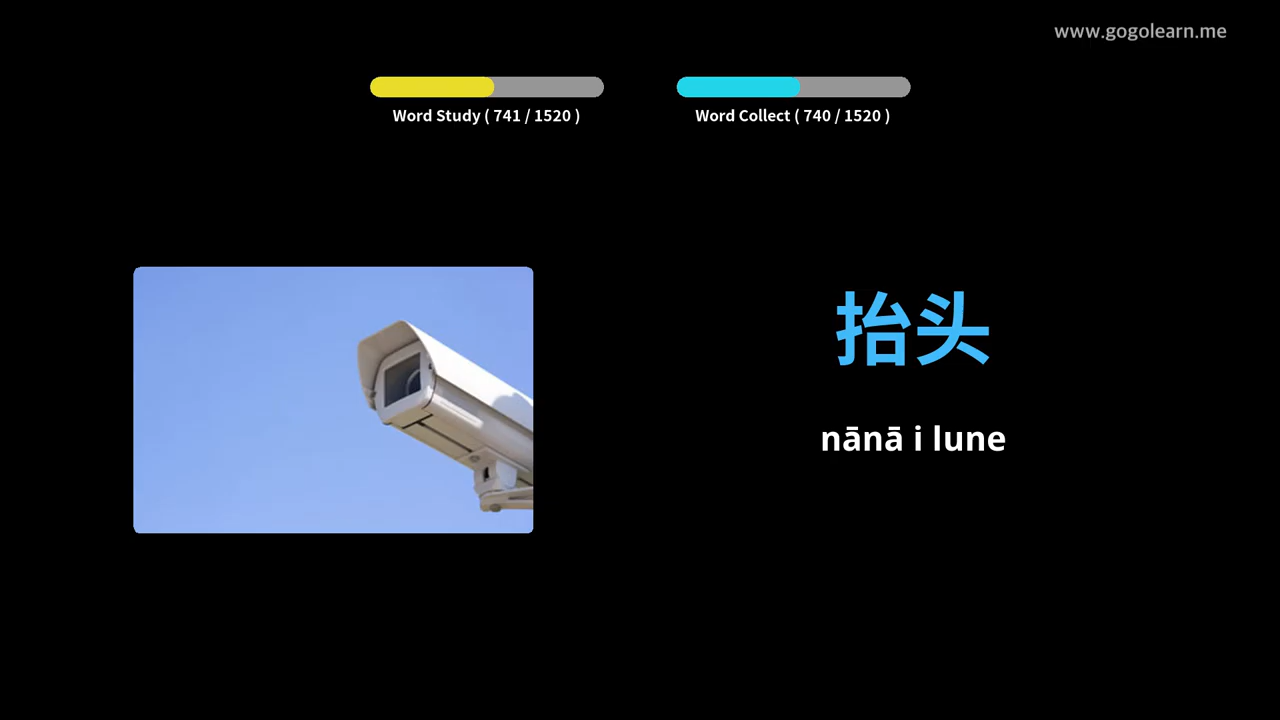 www.gogolearn.me
Word Study ( 741 / 1520 )
Word Collect ( 740 / 1520 )
抬头
nānā i lune